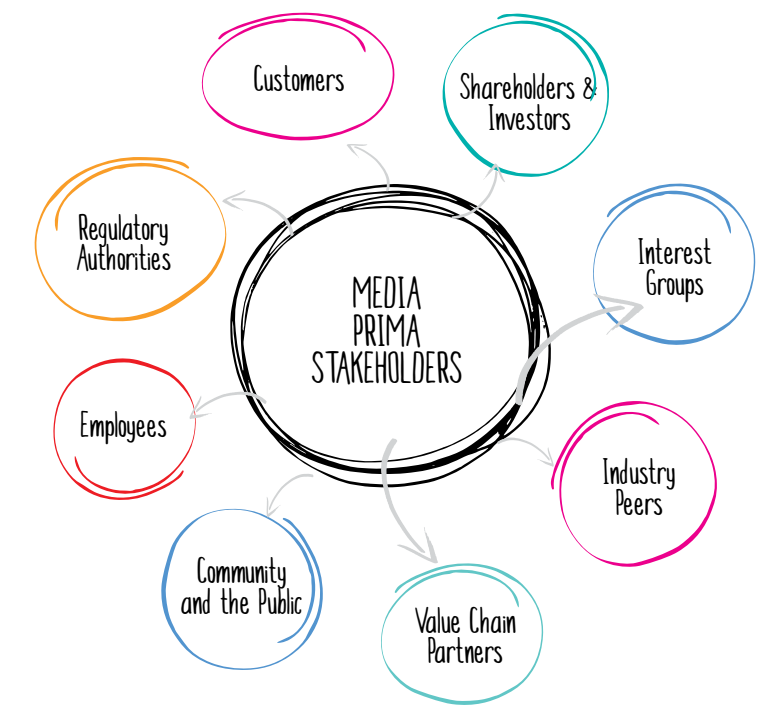 Customers
Shareholders &
Investors
Regulatory
Authorities
Interest
Groups
MEDIA
PRIMA
STAKEHOLDERS
Employees
Industry
Peers
Community
and the Public
Value Chain
Partners